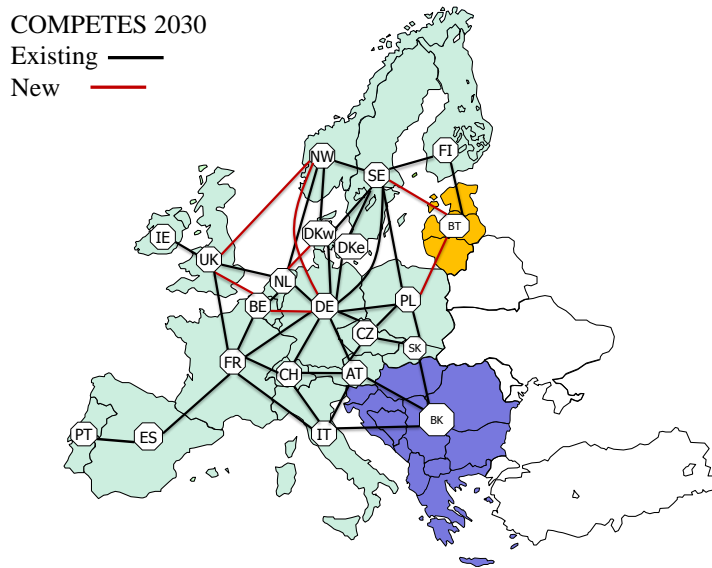 COMPETES 2030
Existing
New
NW
FI
SE
BT
IE
DKw
DKe
UK
NL
BE
DE
PL
CZ
SK
FR
CH
AT
BK
PT
ES
IT